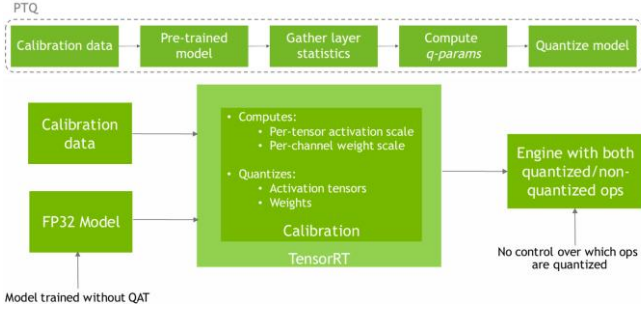 PTQ
Calibration data
Pre-trained
model
Gather layer
statistics
Compute
q-params
Quantize model
Calibration
data
FP32 Model
Model trained without QAT
• Computes:
• Per-tensor activation scale
• Per-channel weight scale
• Quantizes:
• Activation tensors
• Weights
Calibration
TensorRT
Engine with both
quantized/non-
quantized ops
No control over which ops
are quantized